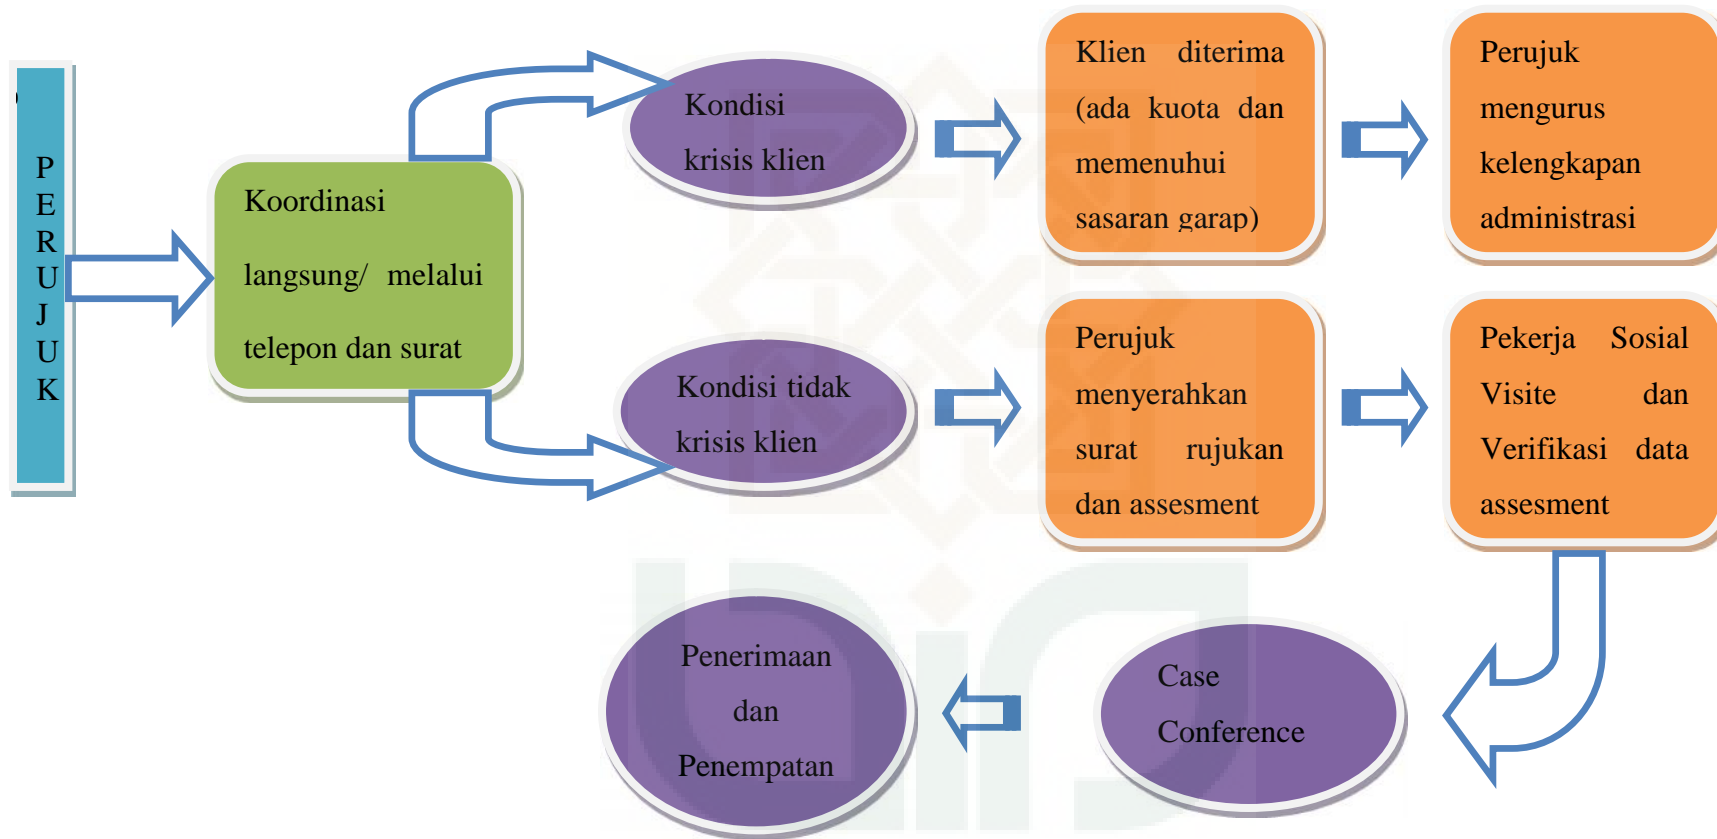 PERUJUK
Koordinasi
langsung/ melalui
telepon dan surat
Kondisi
krisis klien
Klien diterima
(ada kuota dan
memenuhui
sasaran garap)
Perujuk
mengurus
kelengkapan
administrasi
Kondisi tidak
krisis klien
Perujuk
menyerahkan
surat rujukan
dan assesment
Pekerja Sosial
Visite dan
Verifikasi data
assesment
Case
Conference
Penerimaan
dan
Penempatan